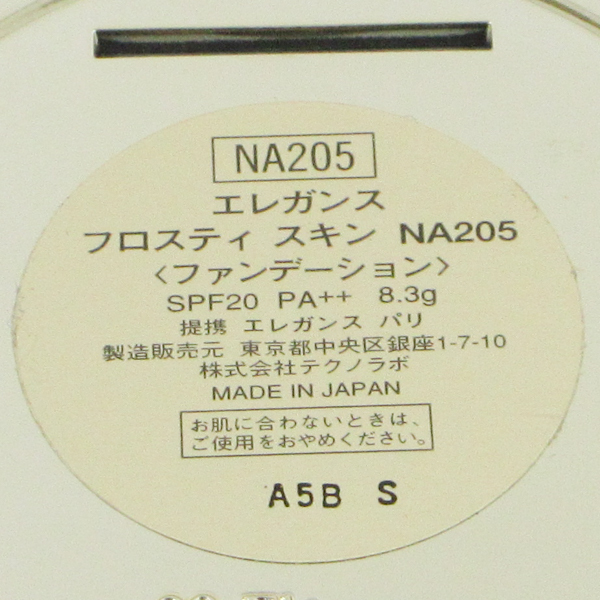 NA205
エレガンス
フロスティ スキン NA205
〈ファンデーション〉
SPF20 PA++ 8.3g
提携 エレガンス パリ
製造販売元 東京都中央区銀座1-7-10
株式会社テクノラボ
MADE IN JAPAN
お肌に合わないときは、
ご使用をおやめください。
A5B S